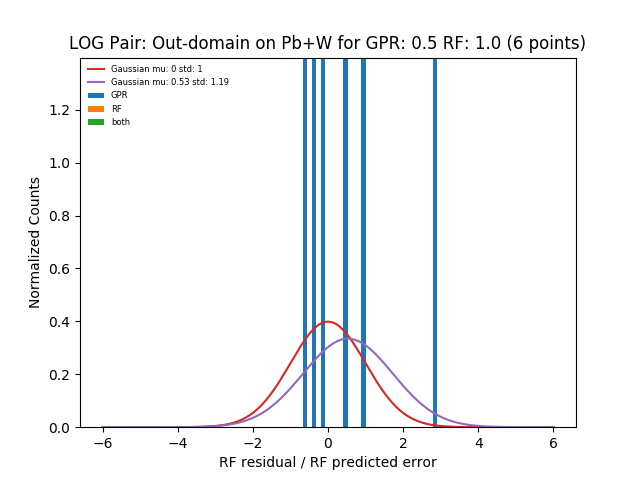 LOG Pair: Out-domain on Pb+W for GPR: 0.5 RF: 1.0 (6 points)
Gaussian mu: 0 std: 1
Gaussian mu: 0.53 std: 1.19
GPR
RF
both
Normalized Counts
1.2
1.0
0.8
0.6
0.4
0.2
0.0
−6 −4 −2 0 2 4 6
RF residual / RF predicted error